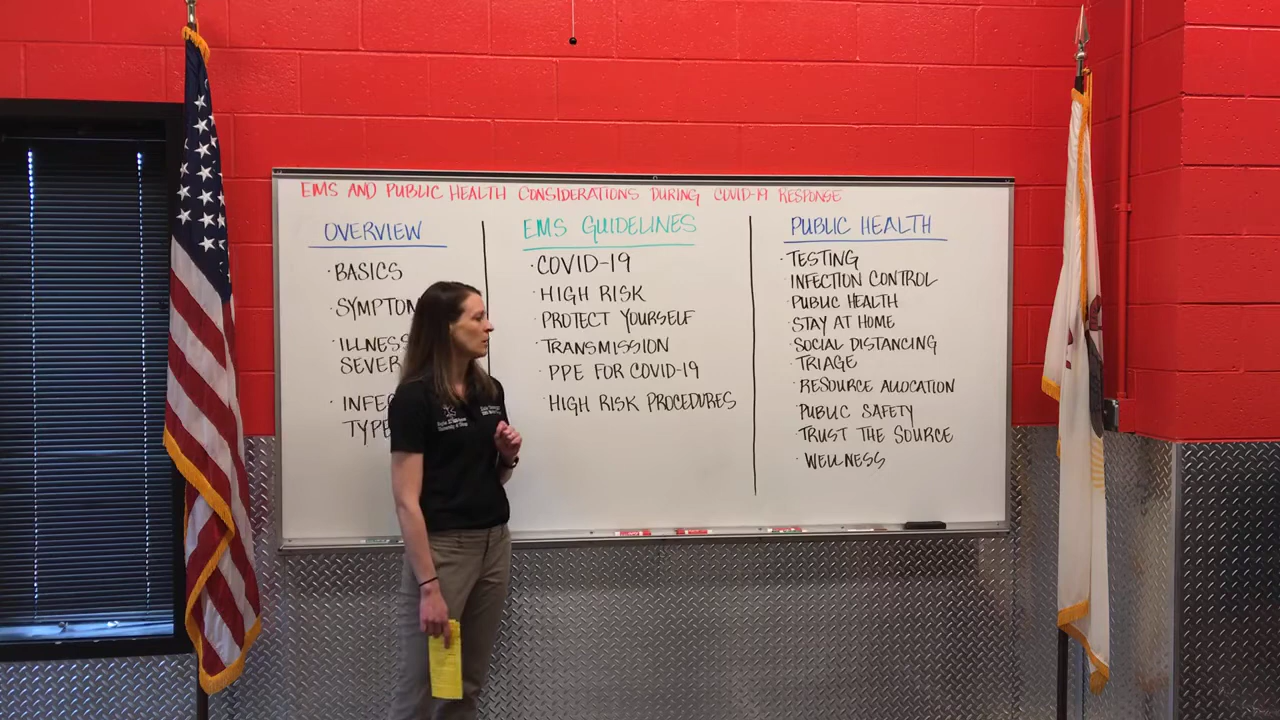 EMS AND PUBLIC HEALTH CONSIDERATIONS DURING COVID-19 RESPONSE
OVERVIEW
· BASICS
· SYMPTOM
· ILLNESS
SEVER
· INFEC
TYPE
EMS GUIDELINES
· COVID-19
· HIGH RISK
· PROTECT YOURSELF
· TRANSMISSION
· PPE FOR COVID-19
· HIGH RISK PROCEDURES
PUBLIC HEALTH
· TESTING
· INFECTION CONTROL
· PUBLIC HEALTH
· STAY AT HOME
· SOCIAL DISTANCING
· TRIAGE
· RESOURCE ALLOCATION
· PUBLIC SAFETY
· TRUST THE SOURCE
· WELLNESS